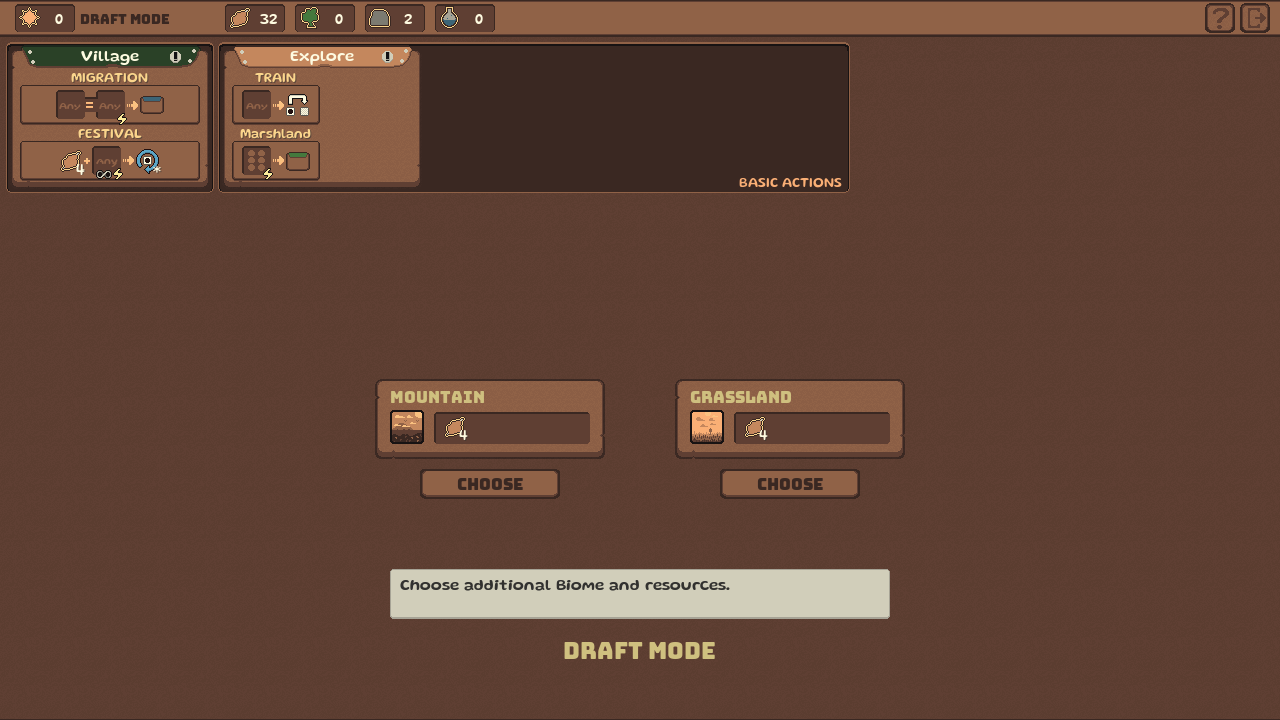 0 DRAFT MODE 32 0 2 0
Village
MIGRATION
Any = Any
FESTIVAL
4 + Any
Explore
TRAIN
Any
Marshland
BASIC ACTIONS
MOUNTAIN
4
CHOOSE
GRASSLAND
4
CHOOSE
Choose additional Biome and resources.
DRAFT MODE